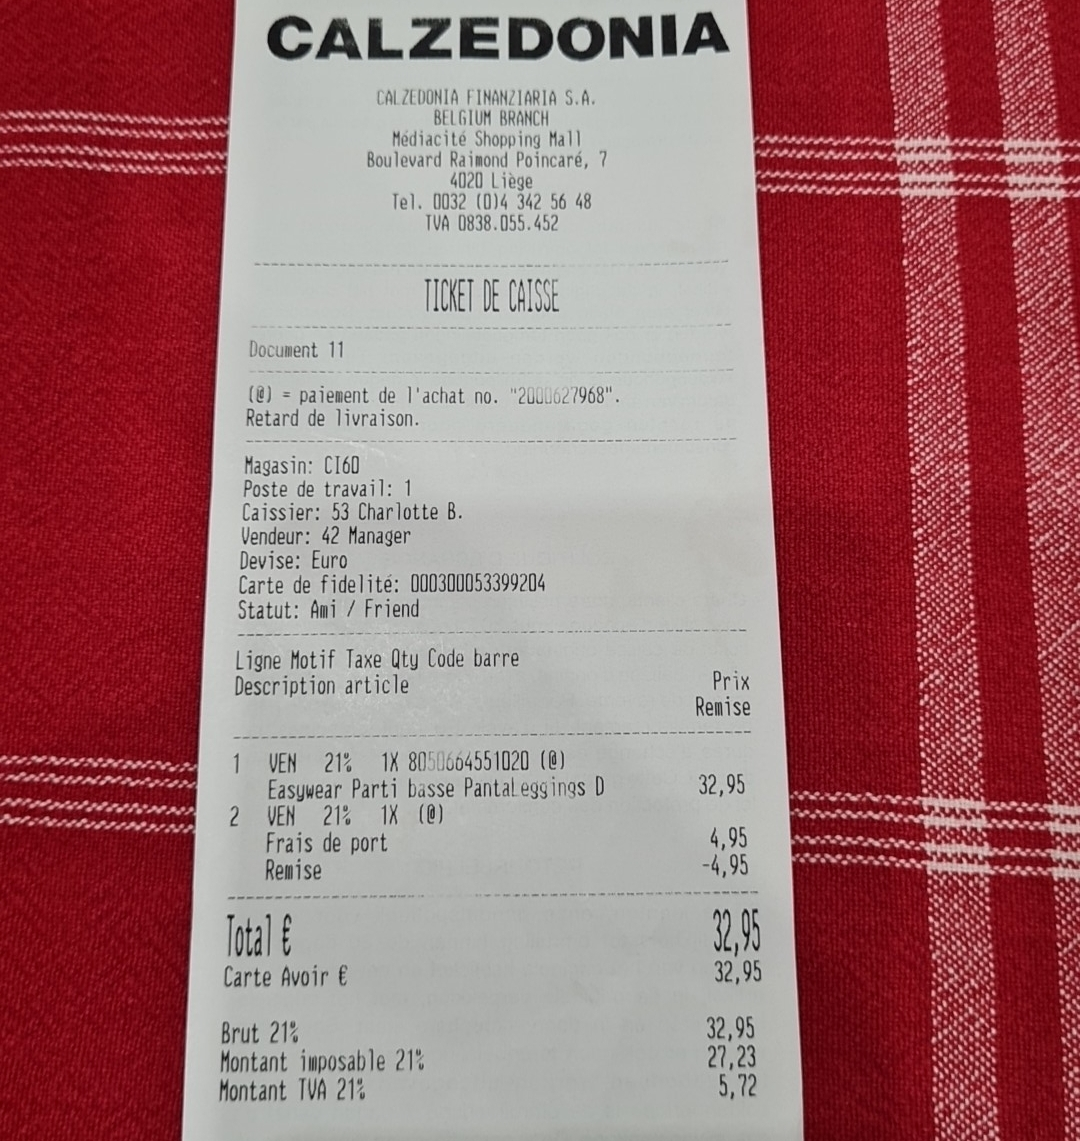 CALZEDONIA
CALZEDONIA FINANZIARIA S.A.
BELGIUM BRANCH
Médiacité Shopping Mall
Boulevard Raimond Poincaré, 7
4020 Liège
Tel. 0032 (0)4 342 56 48
TVA 0838.055.452
TICKET DE CAISSE
Document 11
(@) = paiement de l'achat no. "2000627968".
Retard de livraison.
Magasin: CI60
Poste de travail: 1
Caissier: 53 Charlotte B.
Vendeur: 42 Manager
Devise: Euro
Carte de fidelité: 000300053399204
Statut: Ami / Friend
Ligne Motif Taxe Qty Code barre
Description article Prix
Remise
1 VEN 21% 1X 8050664551020 (@)
Easywear Parti basse PantaLeggings D 32,95
2 VEN 21% 1X (@)
Frais de port 4,95
Remise -4,95
Total € 32,95
Carte Avoir € 32,95
Brut 21% 32,95
Montant imposable 21% 27,23
Montant TVA 21% 5,72